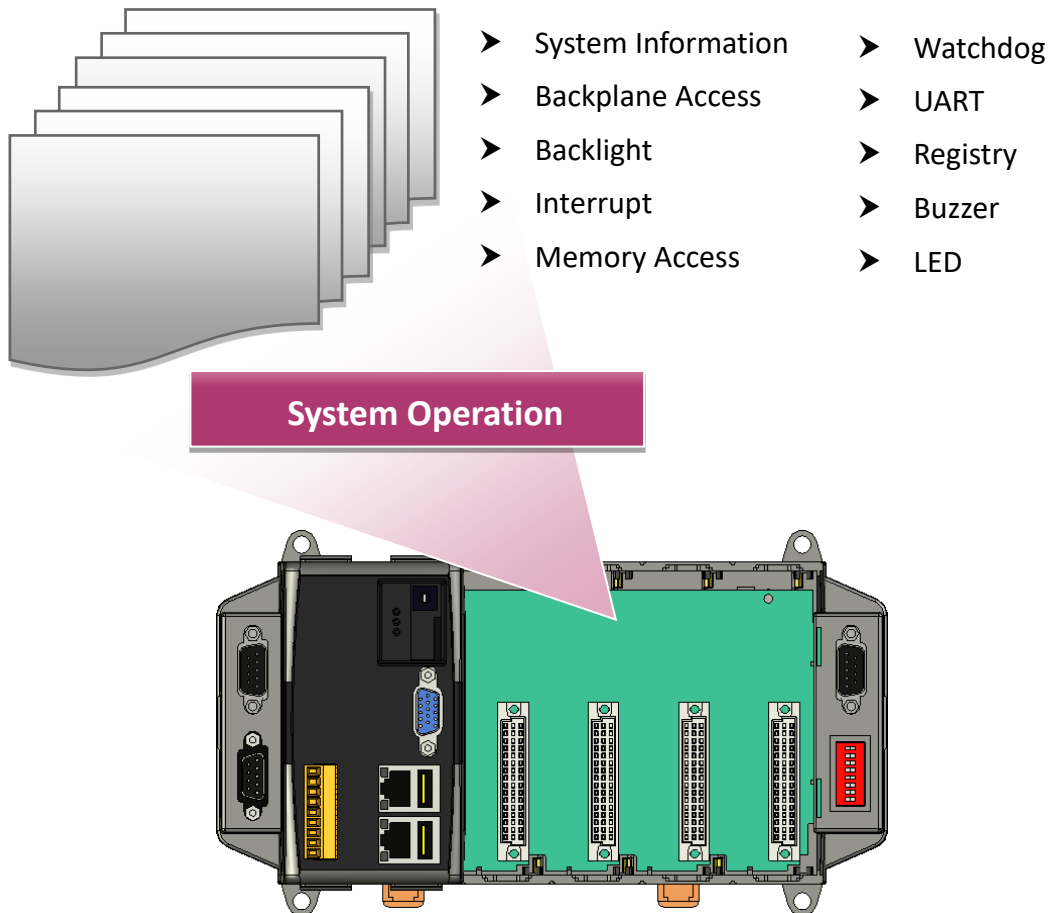 System Information
Backplane Access
Backlight
Interrupt
Memory Access
Watchdog
UART
Registry
Buzzer
LED
System Operation